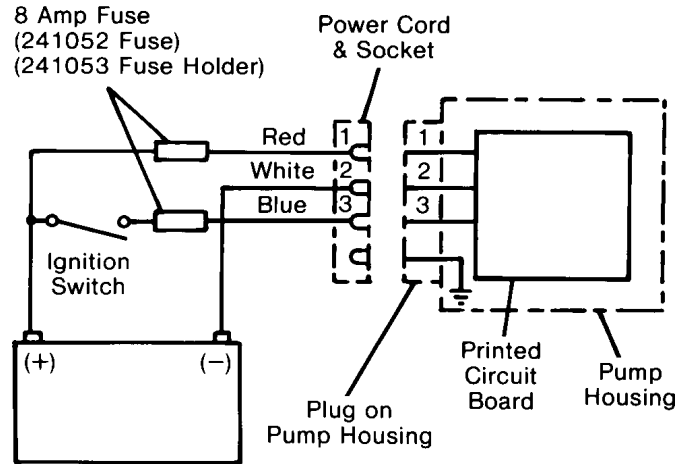 8 Amp Fuse
(241052 Fuse)
(241053 Fuse Holder)
Power Cord
& Socket
Red
1
1
White
2
2
Blue
3
3
Ignition
Switch
(+)
(−)
Printed
Circuit
Board
Pump
Housing
Plug on
Pump Housing